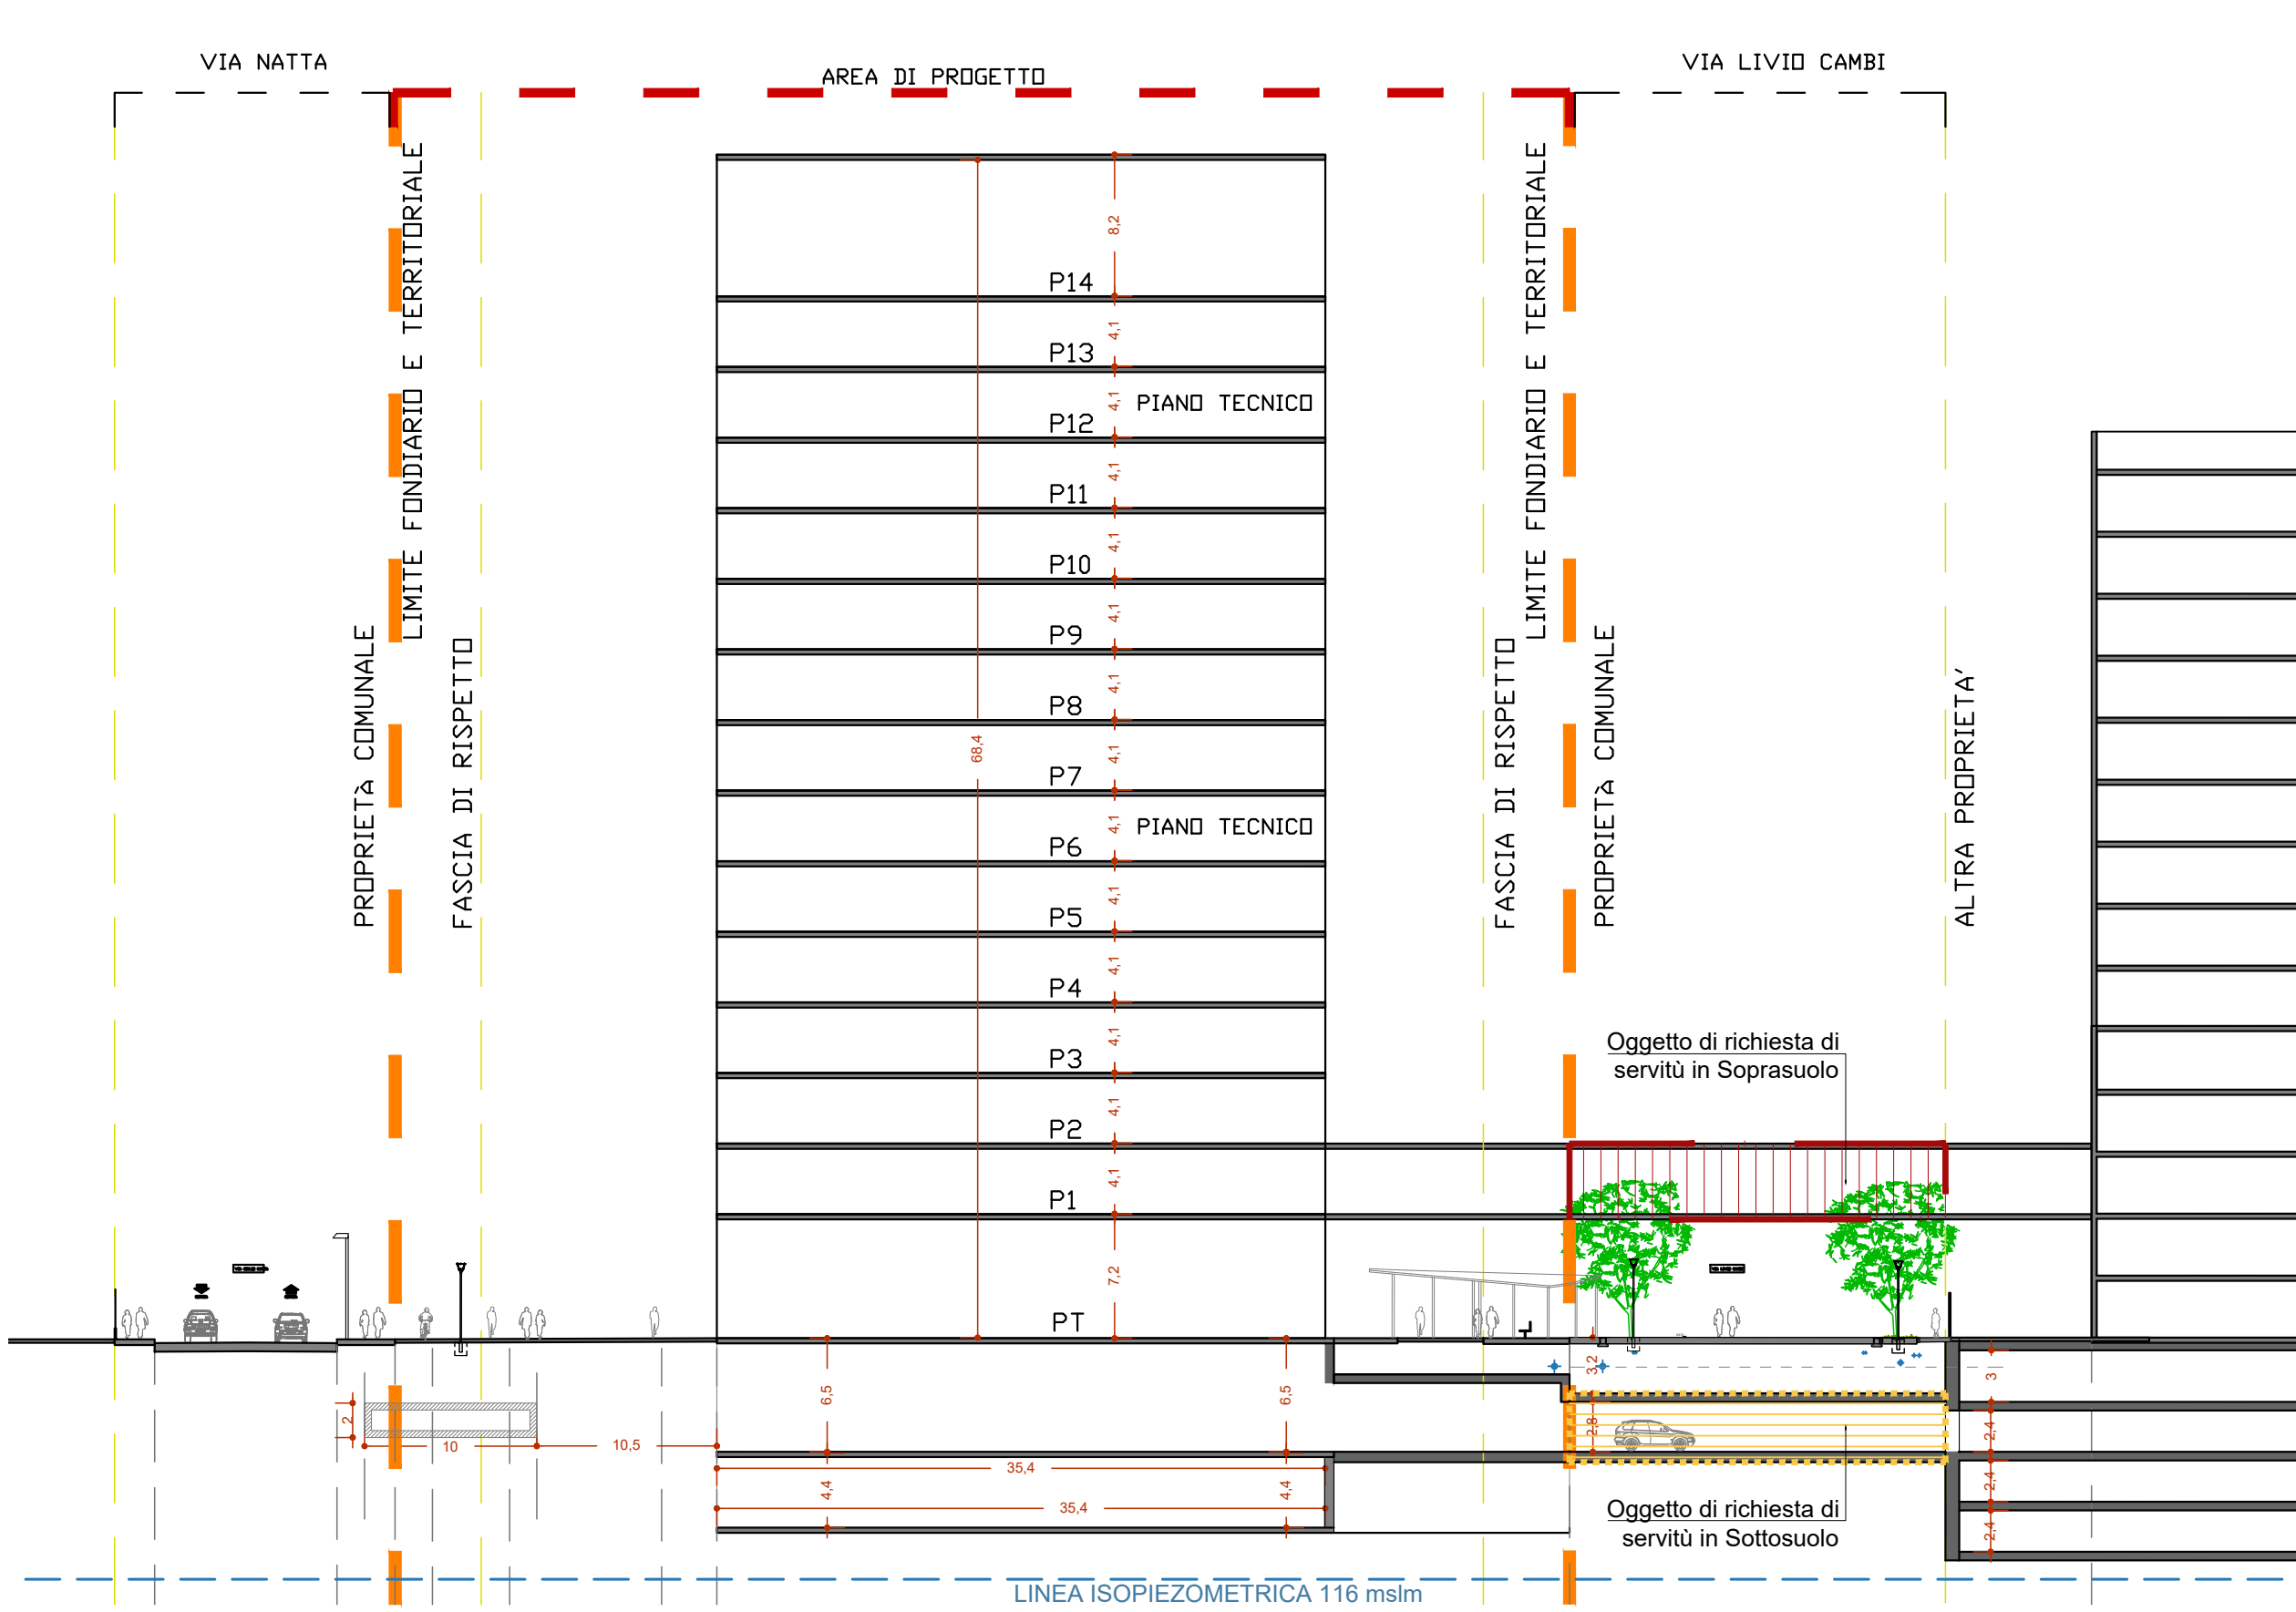 VIA NATTA
AREA DI PROGETTO
VIA LIVIO CAMBI
LIMITE FONDIARIO E TERRITORIALE
PROPRIETà COMUNALE
FASCIA DI RISPETTO
8,2
P14
4,1
P13
4,1
PIANO TECNICO
P12
4,1
P11
4,1
P10
4,1
P9
4,1
P8
4,1
P7
68,4
4,1
PIANO TECNICO
P6
4,1
P5
4,1
P4
4,1
P3
4,1
P2
4,1
P1
7,2
PT
LIMITE FONDIARIO E TERRITORIALE
FASCIA DI RISPETTO
PROPRIETà COMUNALE
ALTRA PROPRIETA'
Oggetto di richiesta di
servitù in Soprasuolo
2
10
10,5
6,5
6,5
35,4
4,4
4,4
35,4
3,2
2,8
3
2,4
2,4
2,4
Oggetto di richiesta di
servitù in Sottosuolo
LINEA ISOPIEZOMETRICA 116 mslm